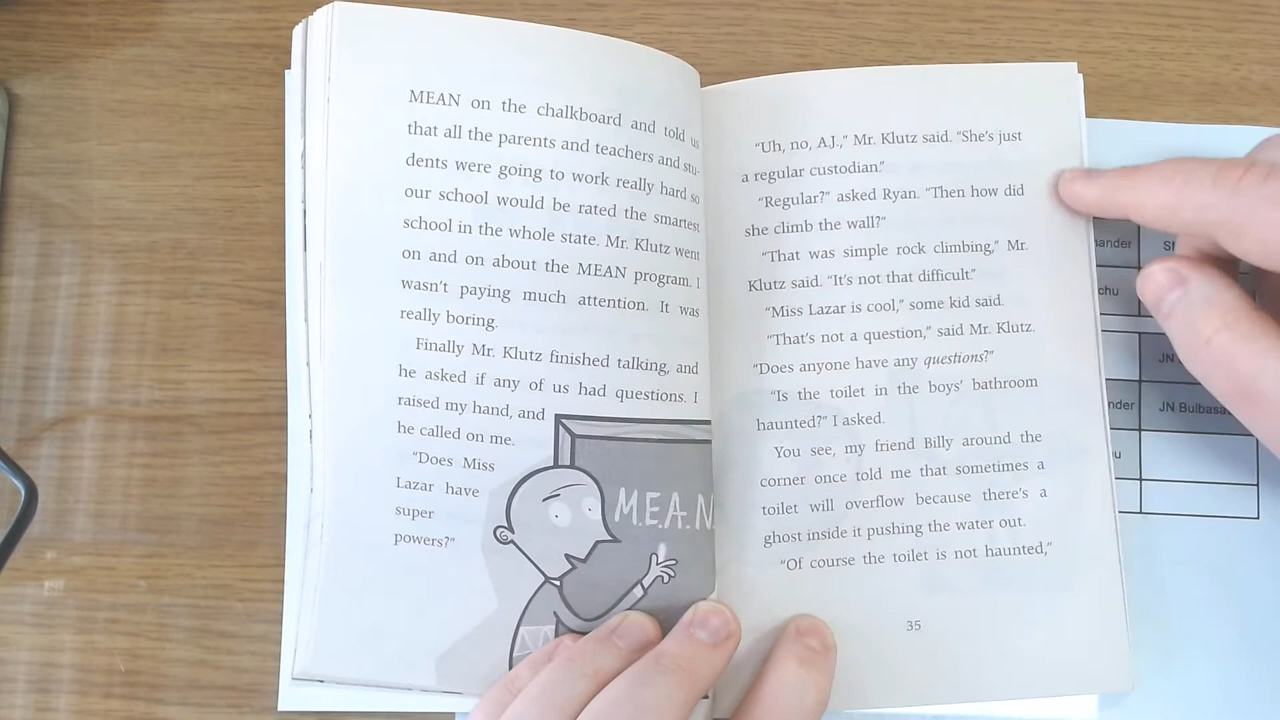 MEAN on the chalkboard and told us
that all the parents and teachers and stu-
dents were going to work really hard so
our school would be rated the smartest
school in the whole state. Mr. Klutz went
on and on about the MEAN program. I
wasn't paying much attention. It was
really boring.
Finally Mr. Klutz finished talking, and
he asked if any of us had questions. I
raised my hand, and
he called on me.
"Does Miss
Lazar have
super
powers?"
M.E.A.N.
"Uh, no, A.J.," Mr. Klutz said. "She's just
a regular custodian."
"Regular?" asked Ryan. "Then how did
she climb the wall?"
"That was simple rock climbing," Mr.
Klutz said. "It's not that difficult."
"Miss Lazar is cool," some kid said.
"That's not a question," said Mr. Klutz.
"Does anyone have any questions?"
"Is the toilet in the boys' bathroom
haunted?" I asked.
You see, my friend Billy around the
corner once told me that sometimes a
toilet will overflow because there's a
ghost inside it pushing the water out.
"Of course the toilet is not haunted,"
35
JN
JN Bulbasa